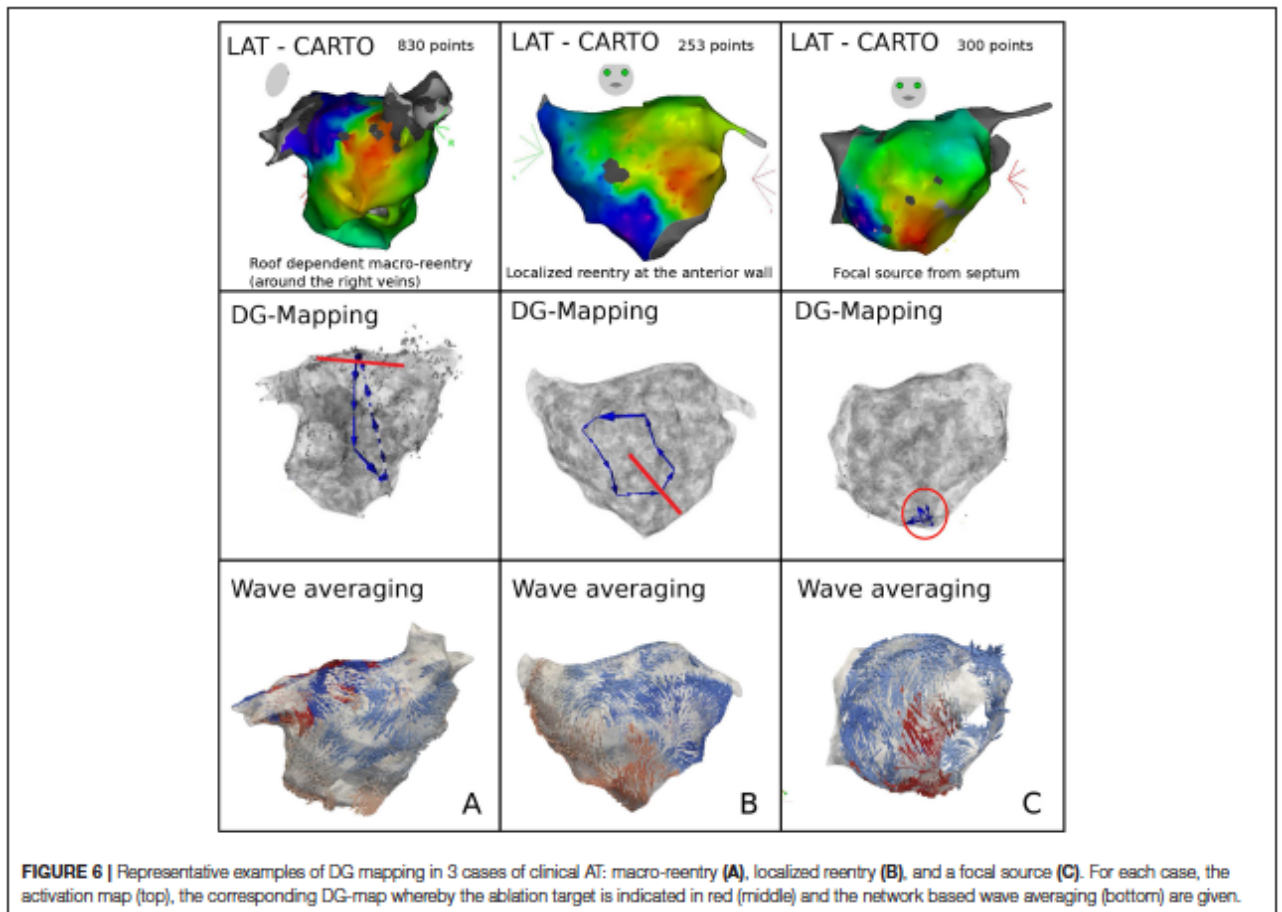 LAT - CARTO 830 points
Roof dependent macro-reentry
(around the right veins)
LAT - CARTO 253 points
Localized reentry at the anterior wall
LAT - CARTO 300 points
Focal source from septum
DG-Mapping
DG-Mapping
DG-Mapping
Wave averaging
A
Wave averaging
B
Wave averaging
C
FIGURE 6 | Representative examples of DG mapping in 3 cases of clinical AT: macro-reentry (A), localized reentry (B), and a focal source (C). For each case, the
activation map (top), the corresponding DG-map whereby the ablation target is indicated in red (middle) and the network based wave averaging (bottom) are given.